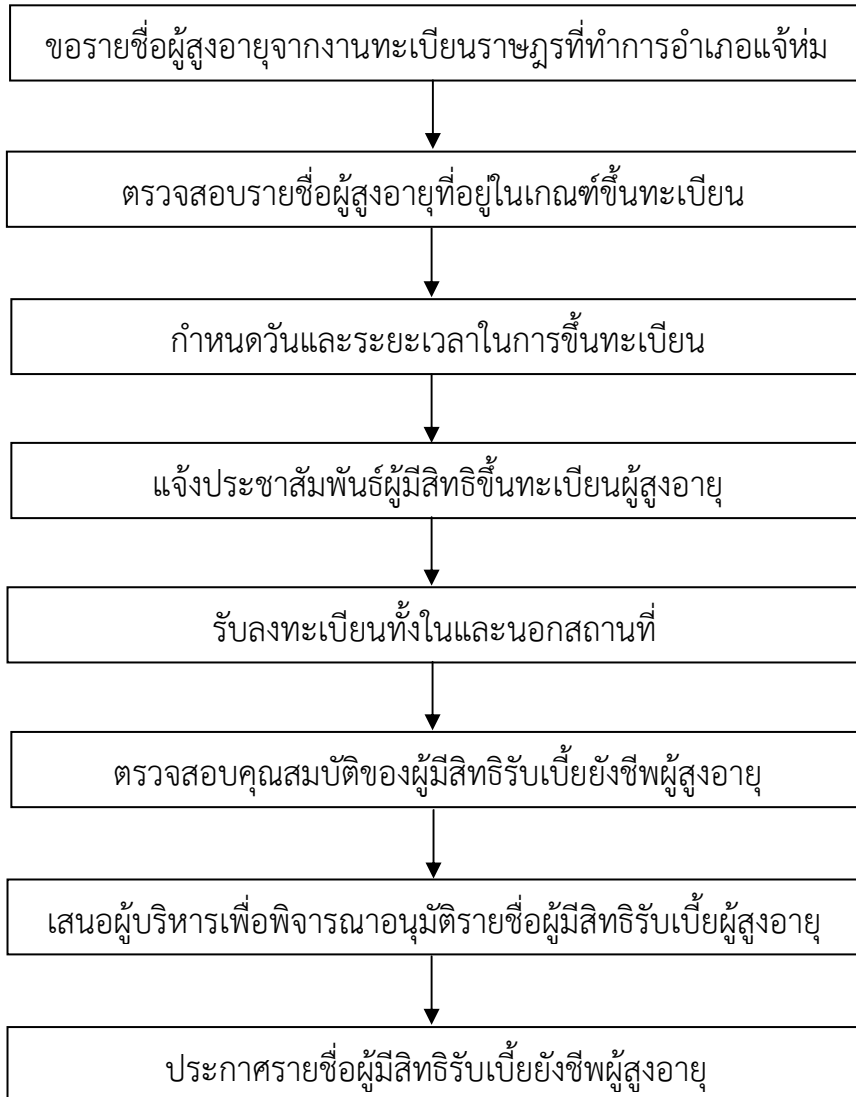 ขอรายชื่อผู้สูงอายุจากงานทะเบียนราษฎรที่ทำการอำเภอแจ้ห่ม
ตรวจสอบรายชื่อผู้สูงอายุที่อยู่ในเกณฑ์ขึ้นทะเบียน
กำหนดวันและระยะเวลาในการขึ้นทะเบียน
แจ้งประชาสัมพันธ์ผู้มีสิทธิขึ้นทะเบียนผู้สูงอายุ
รับลงทะเบียนทั้งในและนอกสถานที่
ตรวจสอบคุณสมบัติของผู้มีสิทธิรับเบี้ยยังชีพผู้สูงอายุ
เสนอผู้บริหารเพื่อพิจารณาอนุมัติรายชื่อผู้มีสิทธิรับเบี้ยผู้สูงอายุ
ประกาศรายชื่อผู้มีสิทธิรับเบี้ยยังชีพผู้สูงอายุ